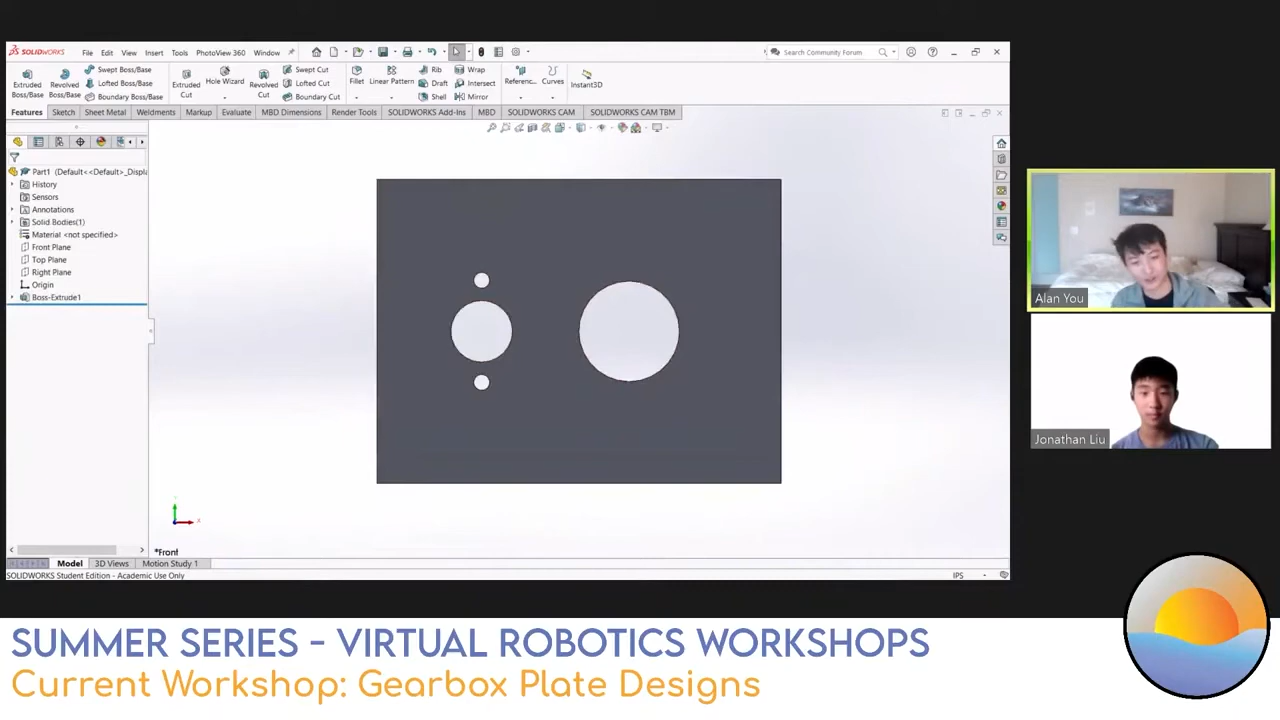 SOLIDWORKS File Edit View Insert Tools PhotoView 360 Window Search Community Forum
Swept Boss/Base Swept Cut Rib Wrap
Extruded Boss/Base Revolved Boss/Base Lofted Boss/Base Extruded Cut Hole Wizard Revolved Cut Lofted Cut Fillet Linear Pattern Draft Intersect Referenc... Curves Instant3D
Boundary Boss/Base Boundary Cut Shell Mirror
Features Sketch Sheet Metal Weldments Markup Evaluate MBD Dimensions Render Tools SOLIDWORKS Add-Ins MBD SOLIDWORKS CAM SOLIDWORKS CAM TBM
Part1 (Default<<Default>_Displa
History
Sensors
Annotations
Solid Bodies(1)
Material <not specified>
Front Plane
Top Plane
Right Plane
Origin
Boss-Extrude1
*Front
Model 3D Views Motion Study 1
SOLIDWORKS Student Edition - Academic Use Only IPS
Alan You
Jonathan Liu
SUMMER SERIES - VIRTUAL ROBOTICS WORKSHOPS
Current Workshop: Gearbox Plate Designs